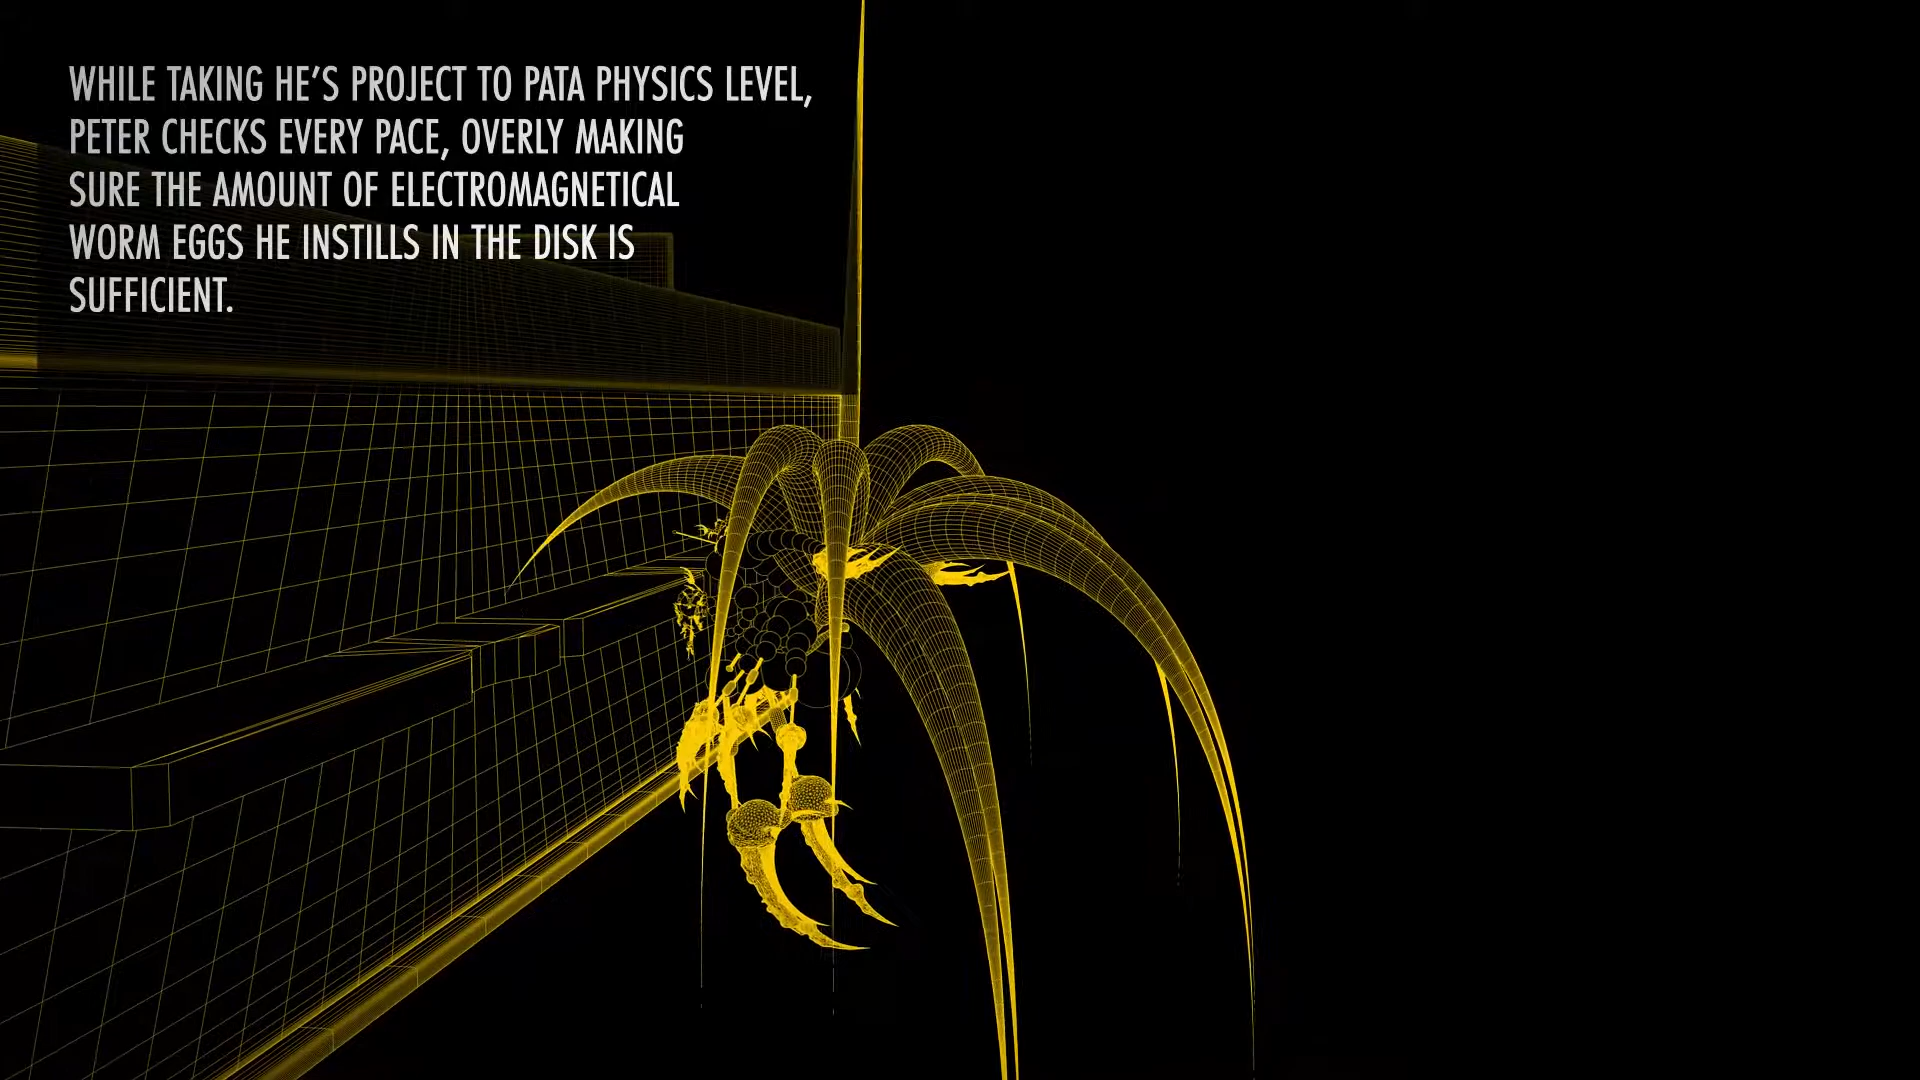 WHILE TAKING HE’S PROJECT TO PATA PHYSICS LEVEL,
PETER CHECKS EVERY PACE, OVERLY MAKING
SURE THE AMOUNT OF ELECTROMAGNETICAL
WORM EGGS HE INSTILLS IN THE DISK IS
SUFFICIENT.